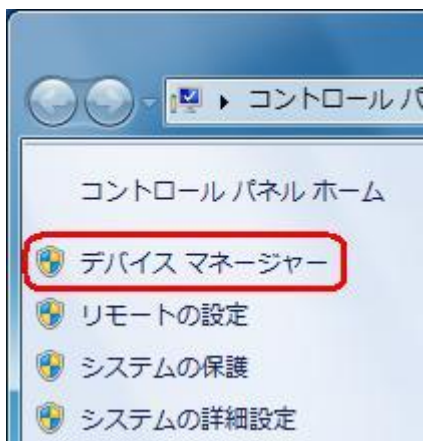 コントロール パ
コントロール パネル ホーム
デバイス マネージャー
リモートの設定
システムの保護
システムの詳細設定